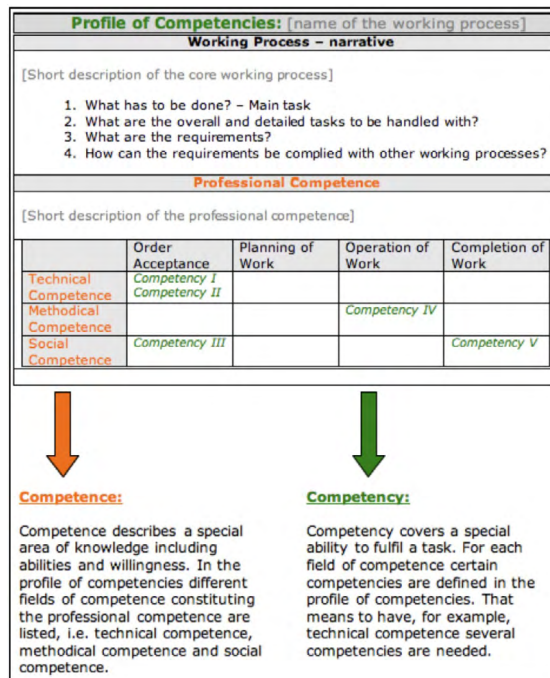 Profile of Competencies: [name of the working process]
Working Process – narrative
[Short description of the core working process]
1. What has to be done? – Main task
2. What are the overall and detailed tasks to be handled with?
3. What are the requirements?
4. How can the requirements be complied with other working processes?
Professional Competence
[Short description of the professional competence]
Order Acceptance Planning of Work Operation of Work Completion of Work
Technical Competence Competency I
Competency II
Methodical Competence Competency IV
Social Competence Competency III Competency V
Competence:
Competence describes a special
area of knowledge including
abilities and willingness. In the
profile of competencies different
fields of competence constituting
the professional competence are
listed, i.e. technical competence,
methodical competence and social
competence.
Competency:
Competency covers a special
ability to fulfil a task. For each
field of competence certain
competencies are defined in the
profile of competencies. That
means to have, for example,
technical competence several
competencies are needed.